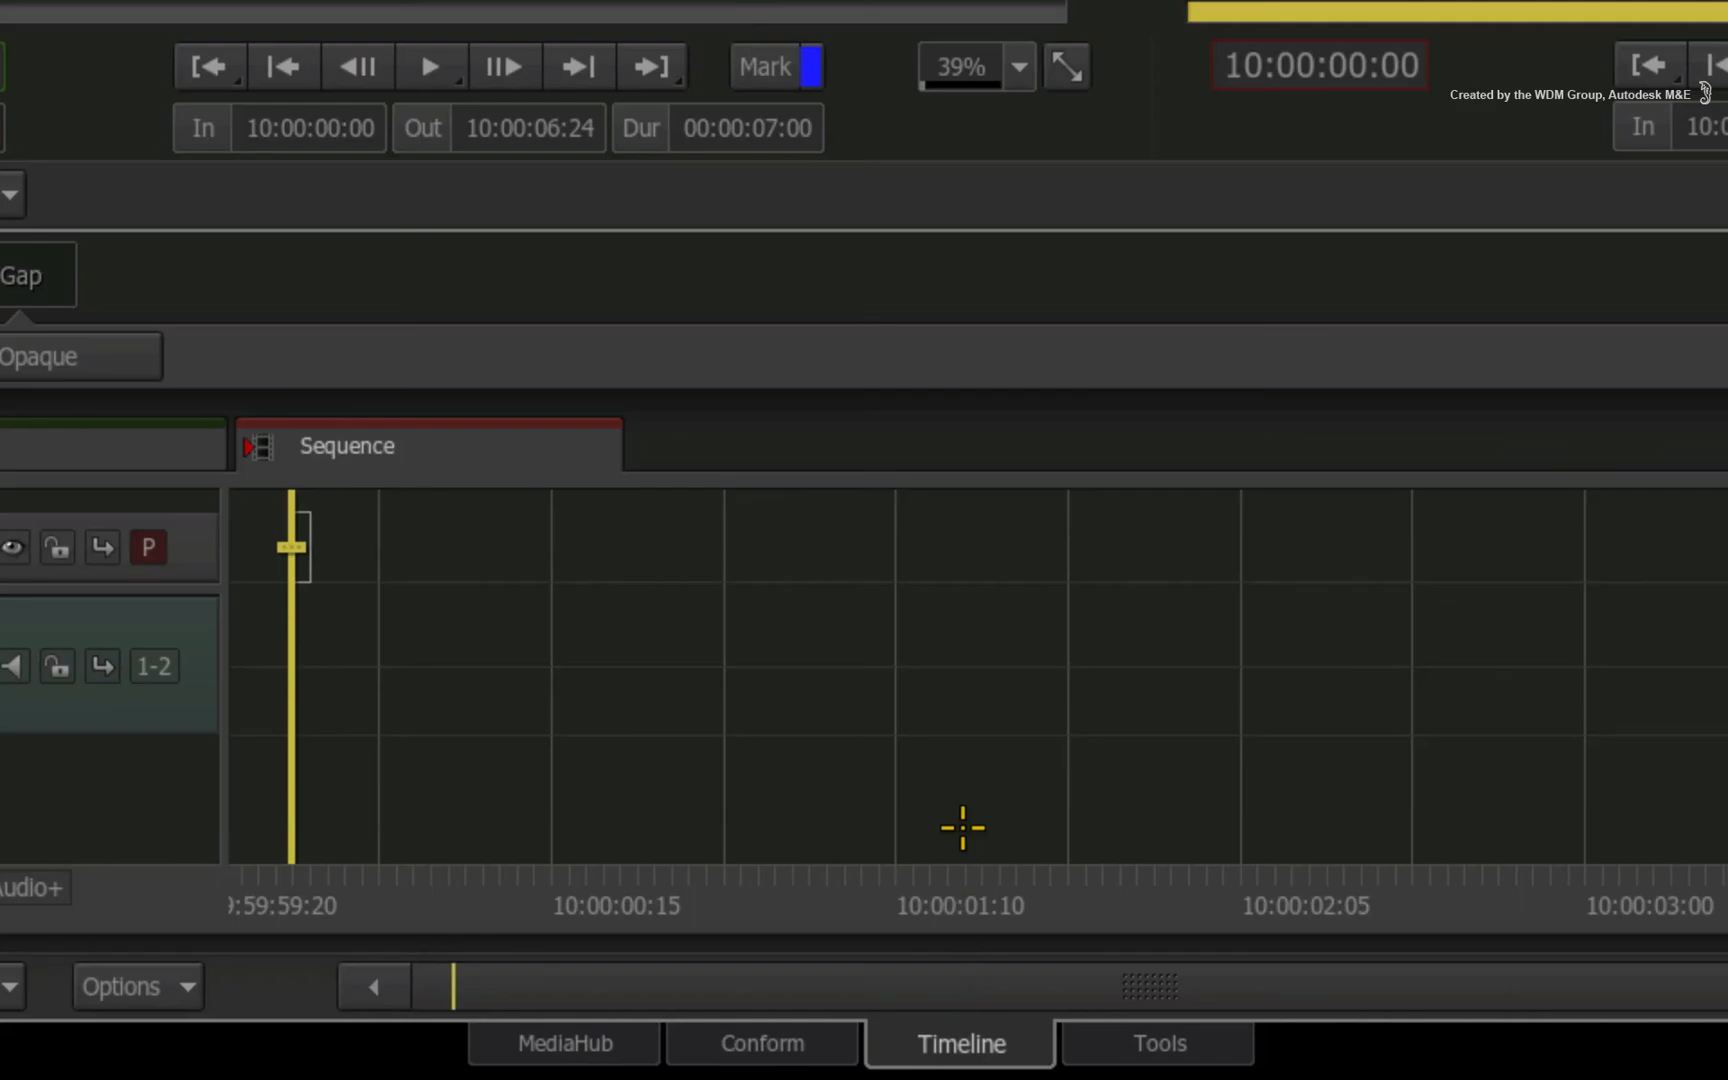 Mark
39%
10:00:00:00
Created by the WDM Group, Autodesk M&E
In 10:00:00:00 Out 10:00:06:24 Dur 00:00:07:00
In
Gap
Opaque
Sequence
P
1-2
Audio+
9:59:59:20 10:00:00:15 10:00:01:10 10:00:02:05 10:00:03:00
Options
MediaHub Conform Timeline Tools